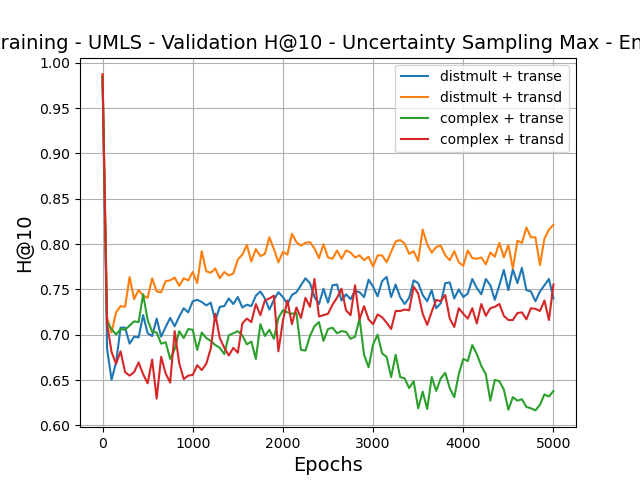 training - UMLS - Validation H@10 - Uncertainty Sampling Max - En
distmult + transe
distmult + transd
complex + transe
complex + transd
H@10
1.00
0.95
0.90
0.85
0.80
0.75
0.70
0.65
0.60
0
1000
2000
3000
4000
5000
Epochs